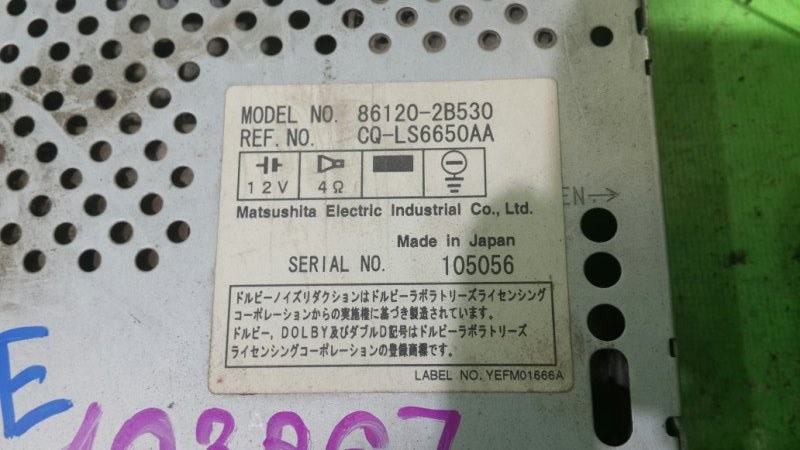 MODEL NO. 86120-2B530
REF. NO. CQ-LS6650AA
12V 4Ω
EN→
Matsushita Electric Industrial Co., Ltd.
Made in Japan
SERIAL NO. 105056
ドルビーノイズリダクションはドルビーラボラトリーズライセンシング
コーポレーションからの実施権に基づき製造されています。
ドルビー, DOLBY及びダブルD記号はドルビーラボラトリーズ
ライセンシングコーポレーションの登録商標です。
LABEL NO. YEFM01666A
E